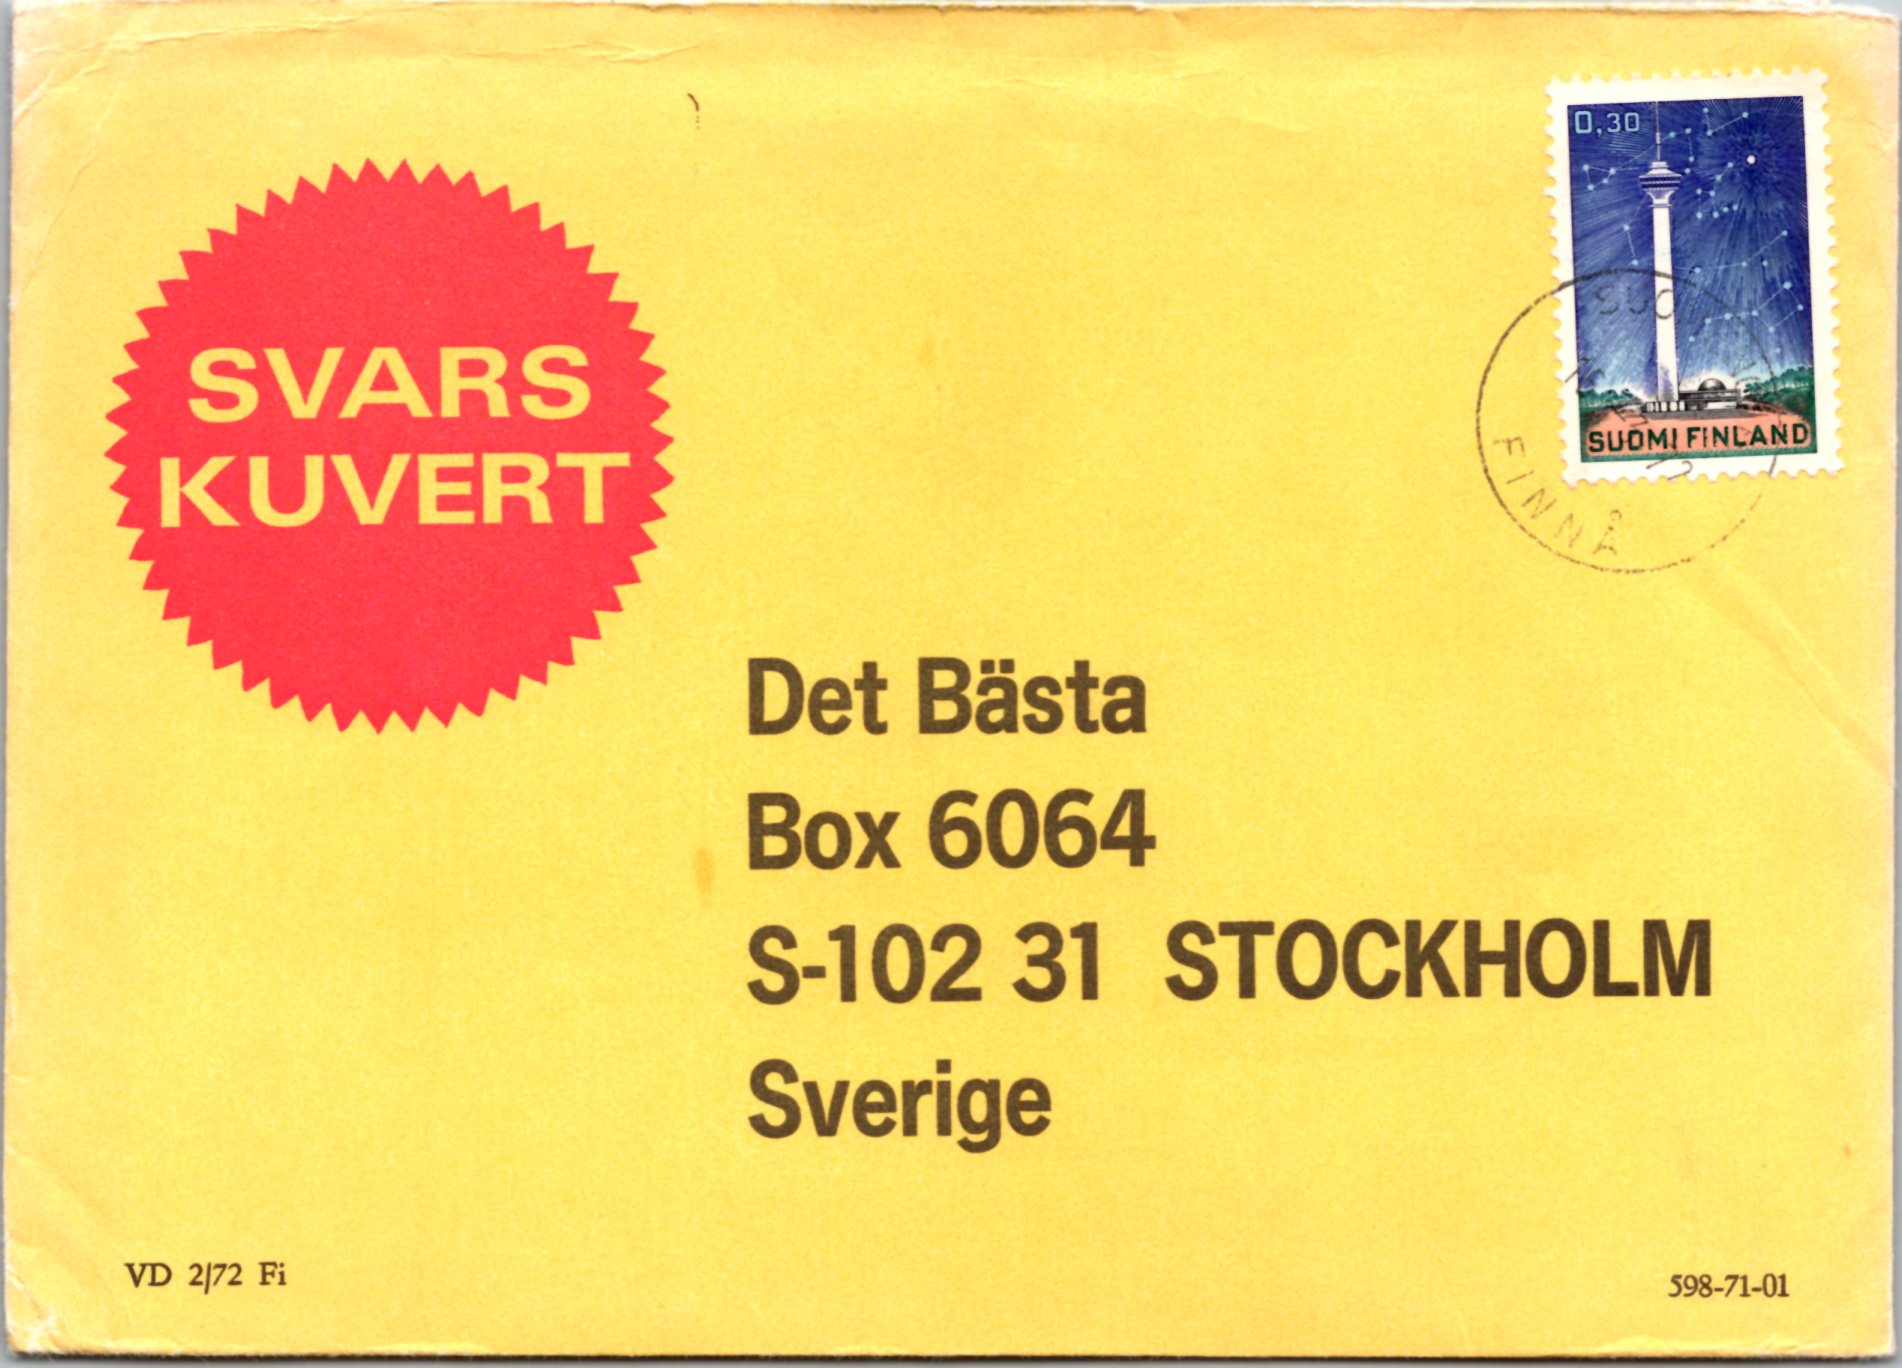 0,30
SUOMI FINLAND
SVARS
KUVERT
FINNÅ
Det Bästa
Box 6064
S-102 31 STOCKHOLM
Sverige
VD 2/72 Fi
598-71-01